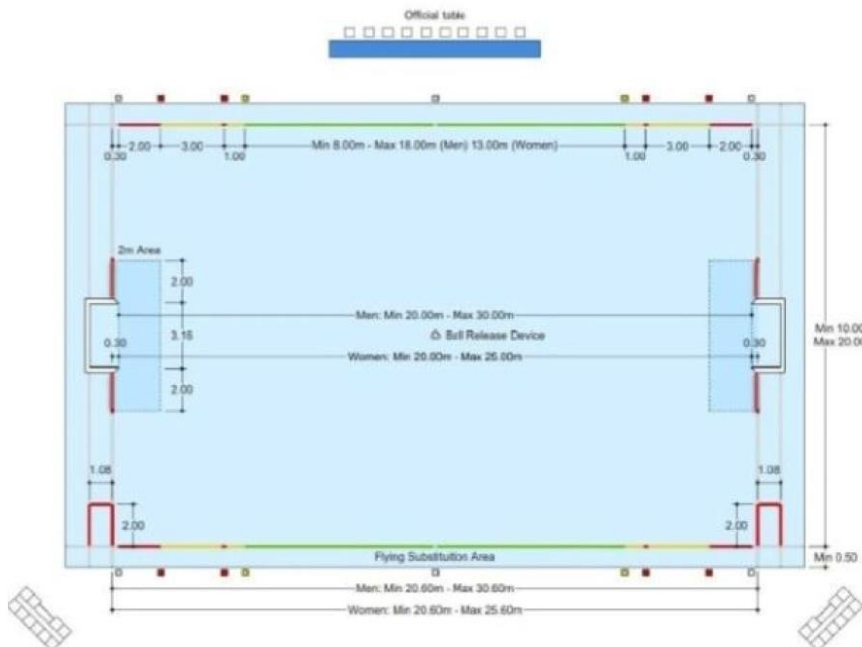 Official table
2.00
3.00
Min 8.00m - Max 18.00m (Men) 13.00m (Women)
3.00
2.00
0.30
1.00
1.00
0.30
2m Area
2.00
Men: Min 20.00m - Max 30.00m
3.15
Ball Release Device
Min 10.00
Max 20.00
0.30
0.30
Women: Min 20.00m - Max 25.00m
2.00
1.08
1.08
2.00
2.00
Flying Substituition Area
Min 0.50
Men: Min 20.60m - Max 30.60m
Women: Min 20.60m - Max 25.60m